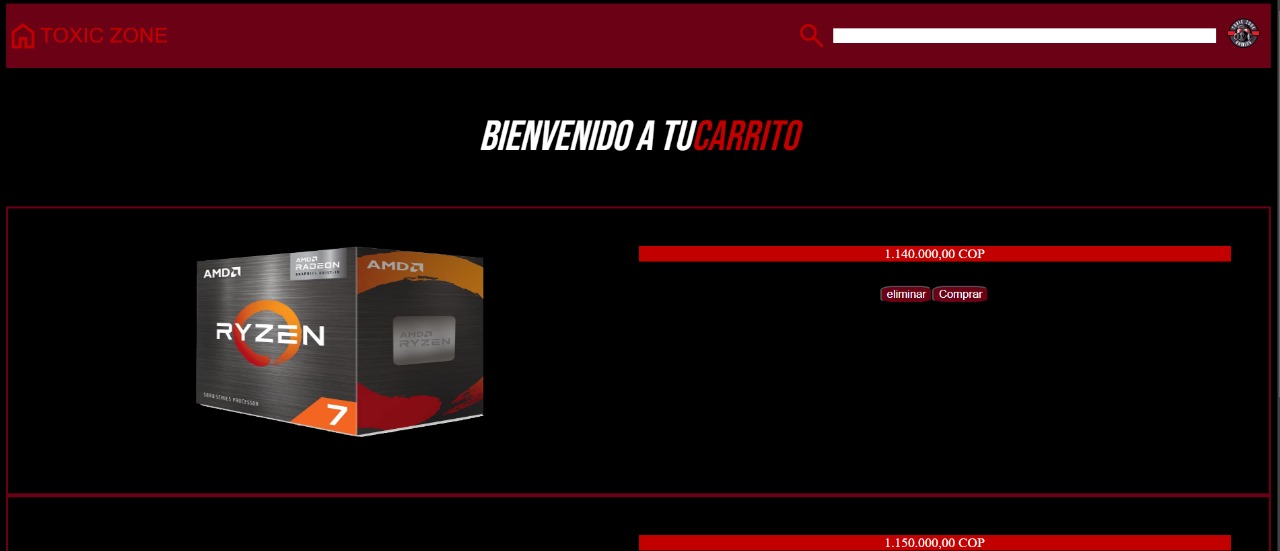 TOXIC ZONE
BIENVENIDO A TUCARRITO
1.140.000,00 COP
eliminar Comprar
AMD
AMD
RADEON
AMD
RYZEN
AMD
RYZEN
5000 SERIES PROCESSOR
7
1.150.000,00 COP